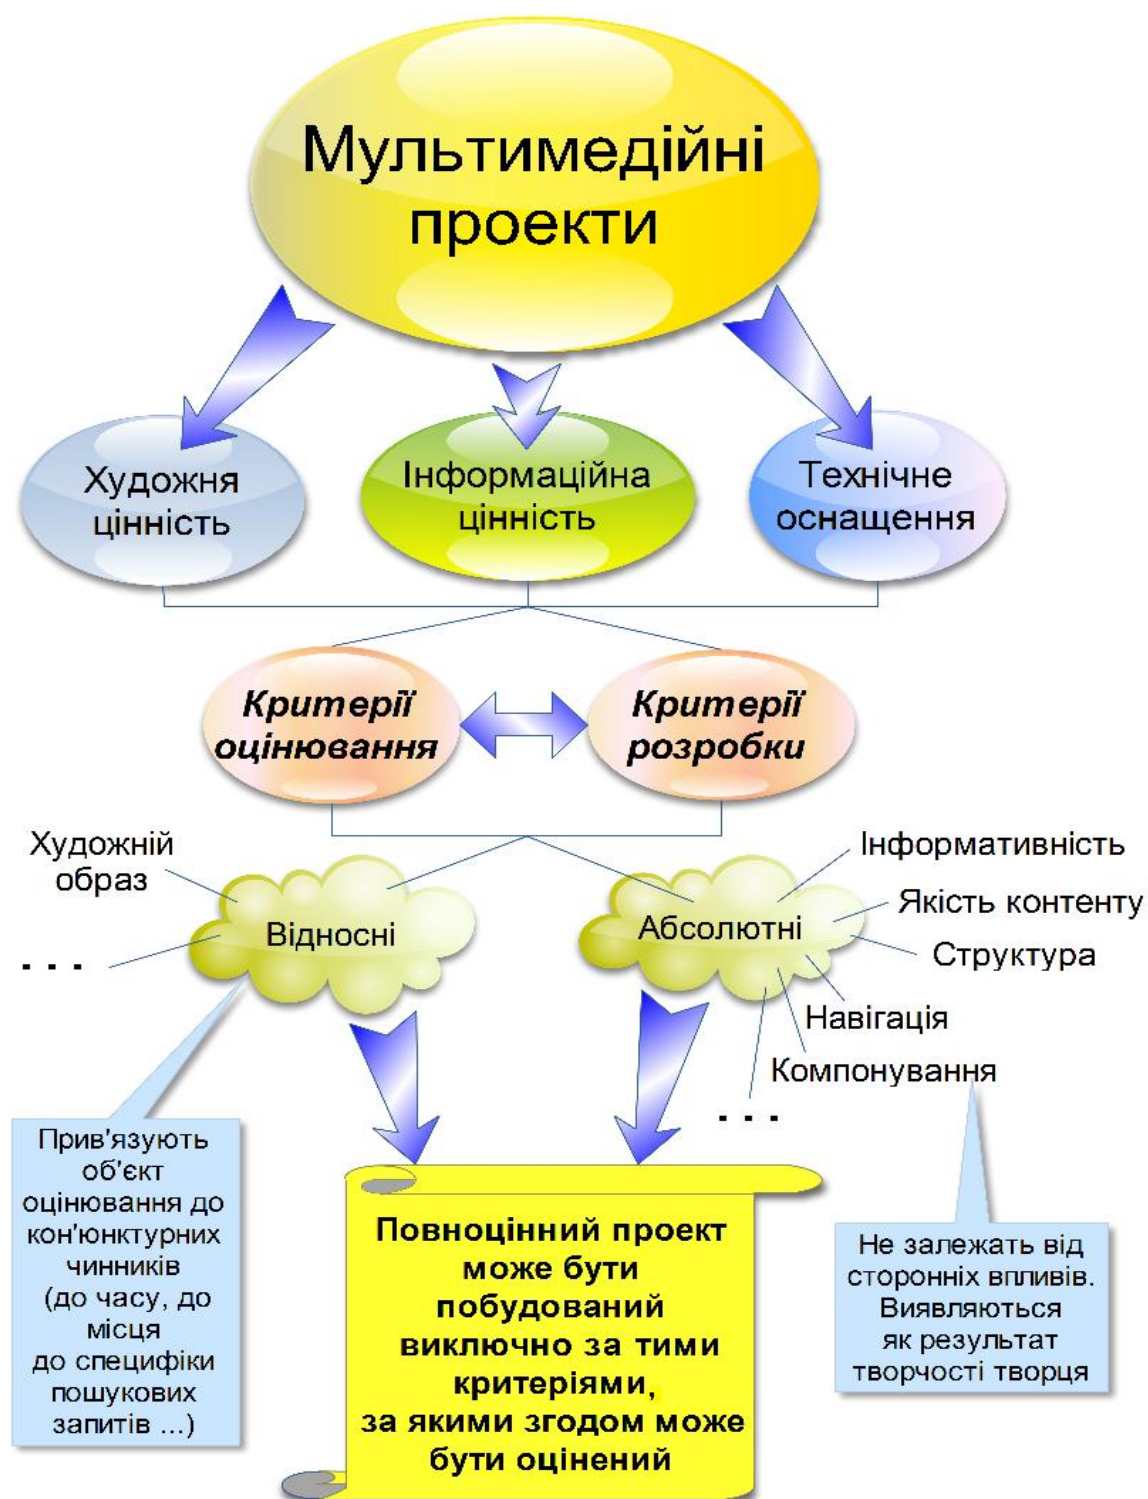 Мультимедійні
проекти
Художня
цінність
Інформаційна
цінність
Технічне
оснащення
Критерії
оцінювання
Критерії
розробки
Художній
образ
. . .
Відносні
Абсолютні
Інформативність
Якість контенту
Структура
Навігація
Компонування
. . .
Прив'язують
об'єкт
оцінювання до
кон'юнктурних
чинників
(до часу, до
місця
до специфіки
пошукових
запитів ...)
Повноцінний проект
може бути
побудований
виключно за тими
критеріями,
за якими згодом може
бути оцінений
Не залежать від
сторонніх впливів.
Виявляються
як результат
творчості творця